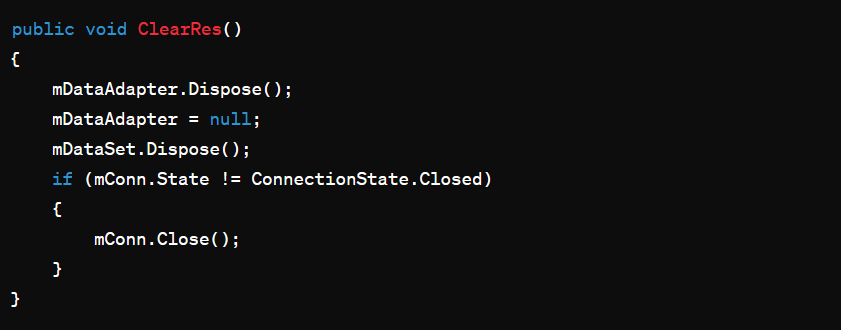 public void ClearRes()
{
    mDataAdapter.Dispose();
    mDataAdapter = null;
    mDataSet.Dispose();
    if (mConn.State != ConnectionState.Closed)
    {
        mConn.Close();
    }
}